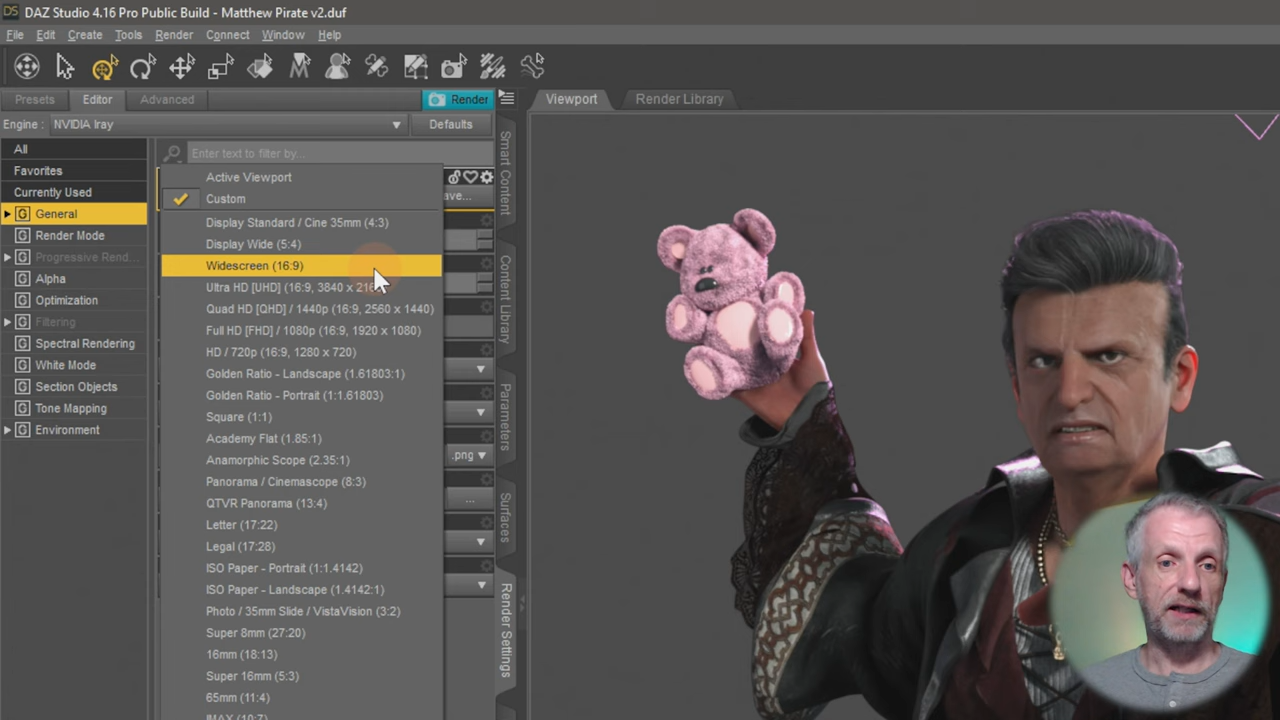 DS DAZ Studio 4.16 Pro Public Build - Matthew Pirate v2.duf
File Edit Create Tools Render Connect Window Help
Presets Editor Advanced Render
Viewport Render Library
Engine : NVIDIA Iray Defaults
Enter text to filter by...
All
Favorites
Currently Used
G General
G Render Mode
G Progressive Rend...
G Alpha
G Optimization
G Filtering
G Spectral Rendering
G White Mode
G Section Objects
G Tone Mapping
G Environment
Active Viewport
Custom
Display Standard / Cine 35mm (4:3)
Display Wide (5:4)
Widescreen (16:9)
Ultra HD [UHD] (16:9, 3840 x
Quad HD [QHD] / 1440p (16:9, 2560 x 1440)
Full HD [FHD] / 1080p (16:9, 1920 x 1080)
HD / 720p (16:9, 1280 x 720)
Golden Ratio - Landscape (1.61803:1)
Golden Ratio - Portrait (1:1.61803)
Square (1:1)
Academy Flat (1.85:1)
Anamorphic Scope (2.35:1)
Panorama / Cinemascope (8:3)
QTVR Panorama (13:4)
Letter (17:22)
Legal (17:28)
ISO Paper - Portrait (1:1.4142)
ISO Paper - Landscape (1.4142:1)
Photo / 35mm Slide / VistaVision (3:2)
Super 8mm (27:20)
16mm (18:13)
Super 16mm (5:3)
65mm (11:4)
IMAX (10:7)
ave...
.png
...
Smart Content
Content Library
Parameters
Surfaces
Render Settings